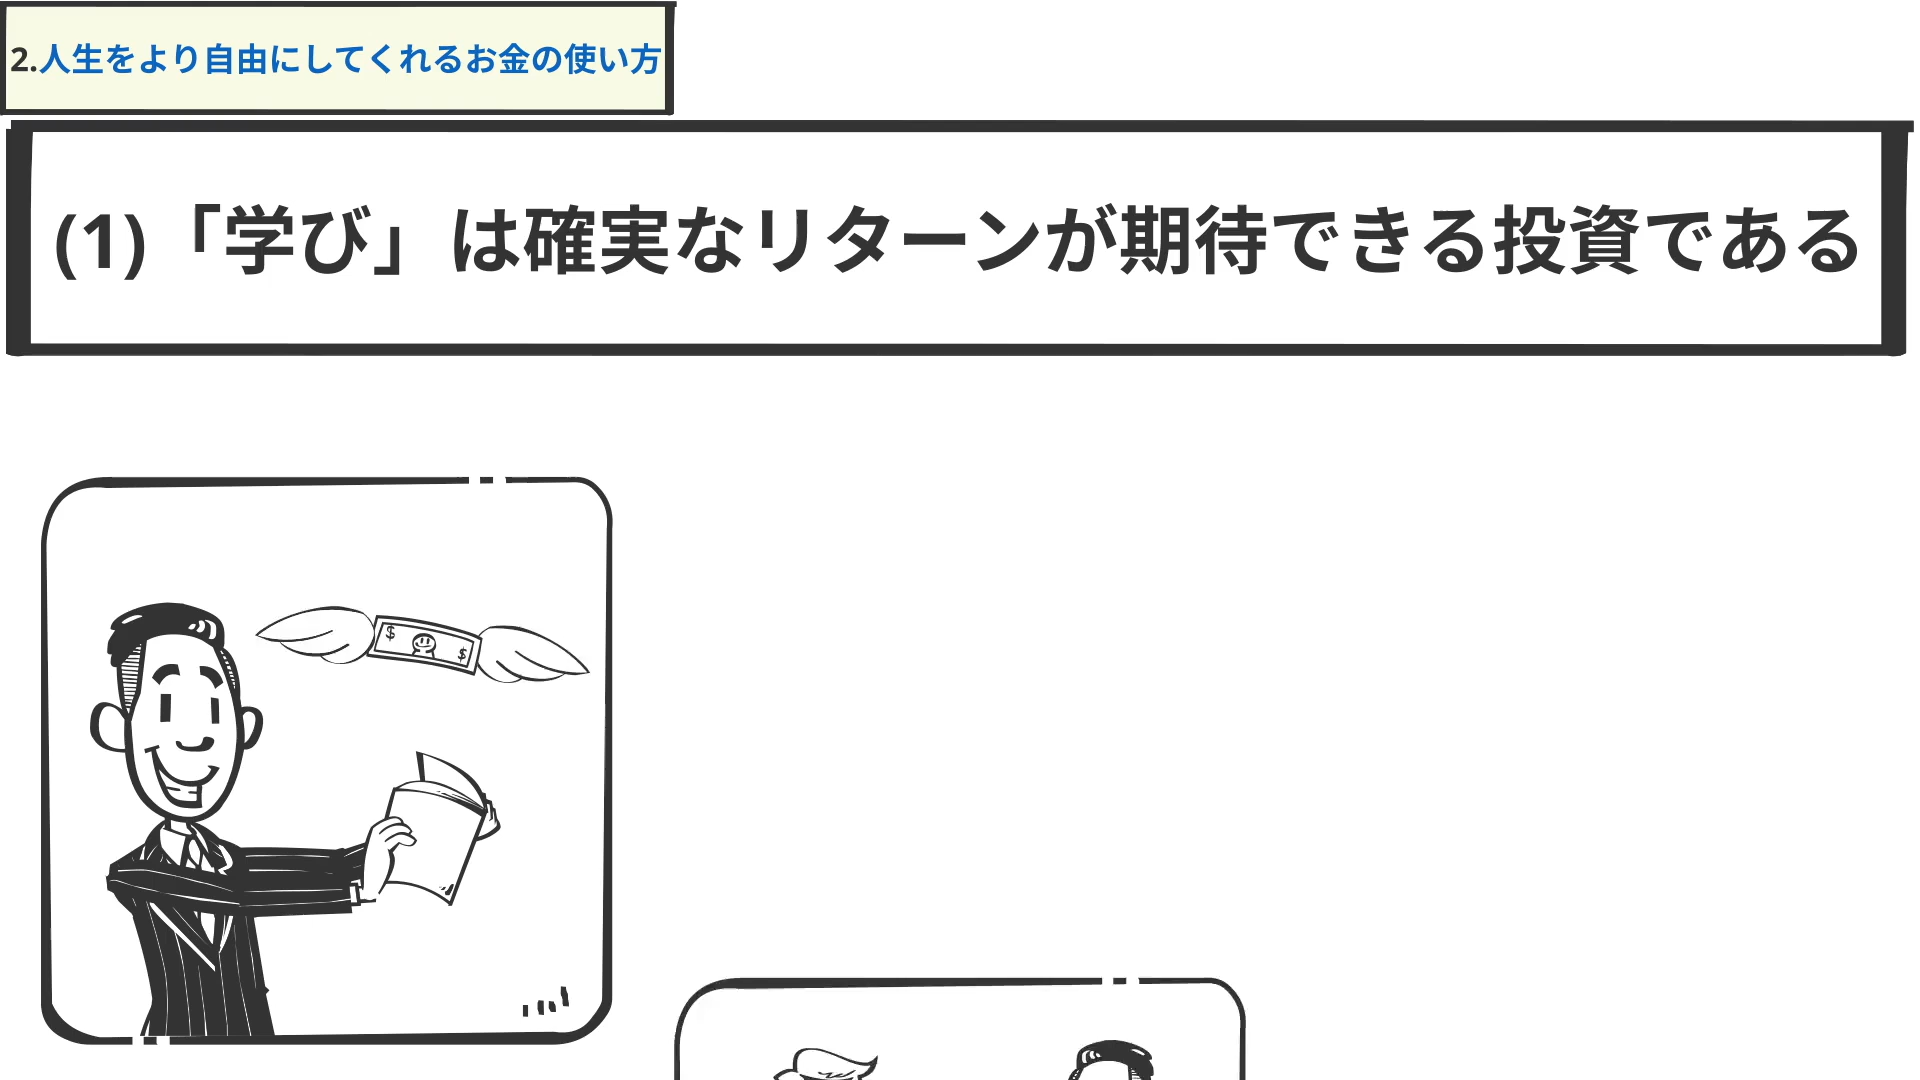 2.人生をより自由にしてくれるお金の使い方
(1)「学び」は確実なリターンが期待できる投資である
$
$